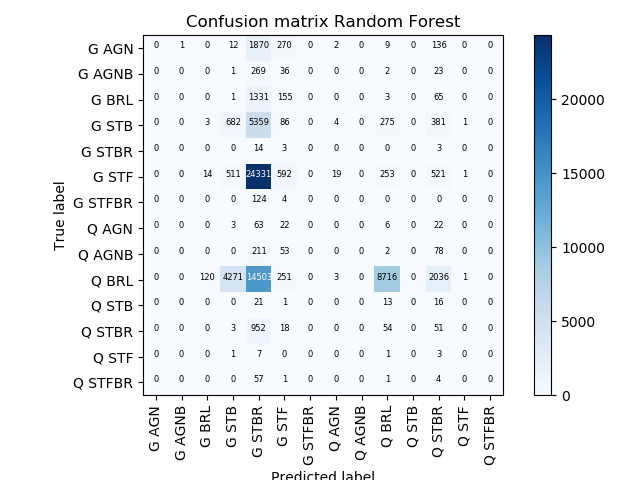 Confusion matrix Random Forest
G AGN 0 1 0 12 1870 270 0 2 0 9 0 136 0 0
G AGNB 0 0 0 1 269 36 0 0 0 2 0 23 0 0
G BRL 0 0 0 1 1331 155 0 0 0 3 0 65 0 0
G STB 0 0 3 682 5359 86 0 4 0 275 0 381 1 0
G STBR 0 0 0 0 14 3 0 0 0 0 0 3 0 0
G STF 0 0 14 511 24331 592 0 19 0 253 0 521 1 0
G STFBR 0 0 0 0 124 4 0 0 0 0 0 0 0 0
Q AGN 0 0 0 3 63 22 0 0 0 6 0 22 0 0
Q AGNB 0 0 0 0 211 53 0 0 0 2 0 78 0 0
Q BRL 0 0 120 4271 14503 251 0 3 0 8716 0 2036 1 0
Q STB 0 0 0 0 21 1 0 0 0 13 0 16 0 0
Q STBR 0 0 0 3 952 18 0 0 0 54 0 51 0 0
Q STF 0 0 0 1 7 0 0 0 0 1 0 3 0 0
Q STFBR 0 0 0 0 57 1 0 0 0 1 0 4 0 0
True label
G AGN G AGNB G BRL G STB G STBR G STF G STFBR Q AGN Q AGNB Q BRL Q STB Q STBR Q STF Q STFBR
Predicted label
20000
15000
10000
5000
0